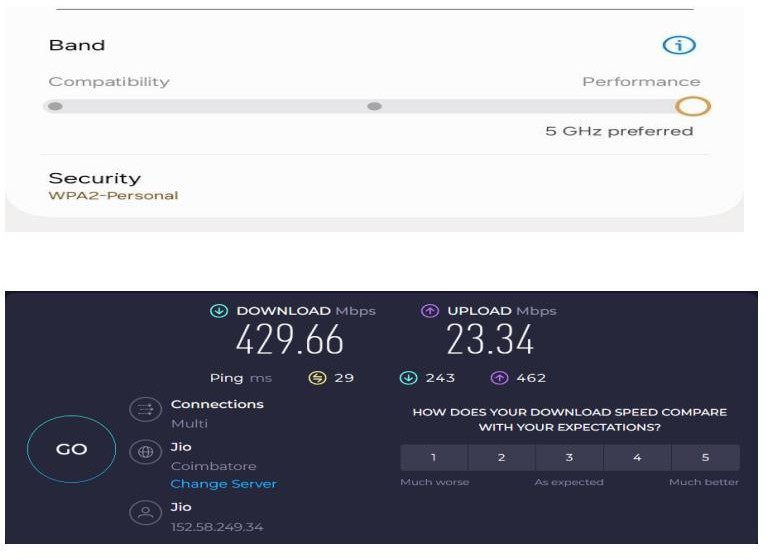 Band
Compatibility Performance
5 GHz preferred
Security
WPA2-Personal
DOWNLOAD Mbps UPLOAD Mbps
429.66 23.34
Ping ms 29 243 462
Connections
Multi
Jio
Coimbatore
Change Server
Jio
152.58.249.34
GO
HOW DOES YOUR DOWNLOAD SPEED COMPARE
WITH YOUR EXPECTATIONS?
1 2 3 4 5
Much worse As expected Much better